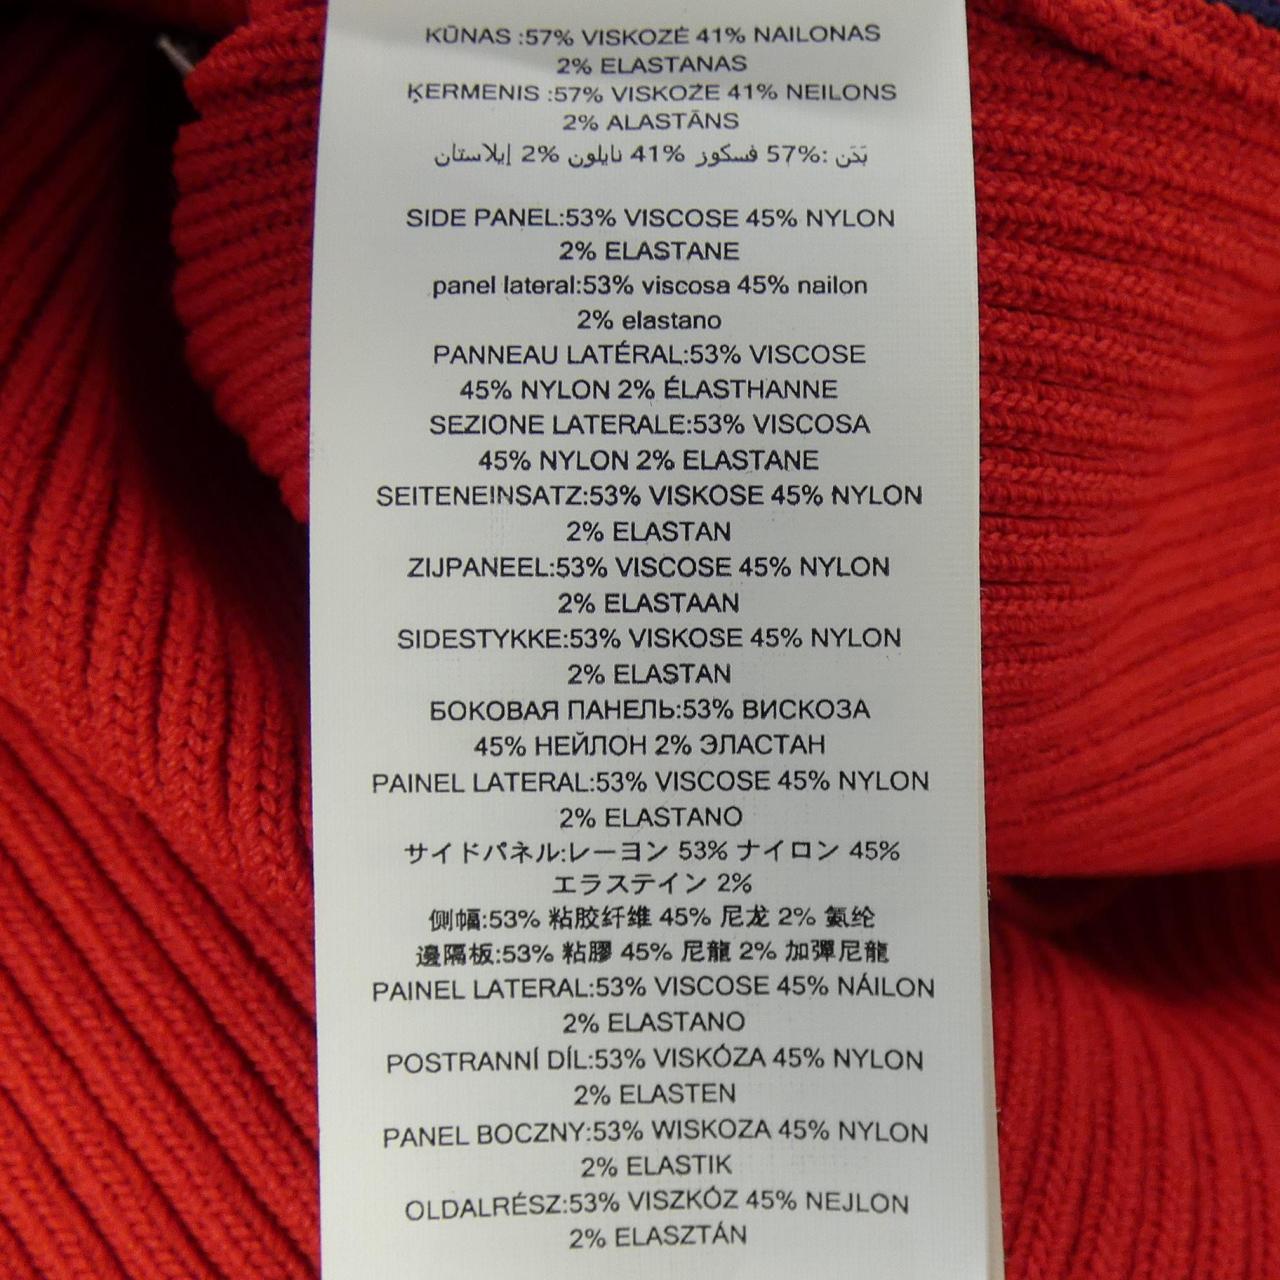 KŪNAS :57% VISKOZĖ 41% NAILONAS
2% ELASTANAS
ĶERMENIS :57% VISKOZE 41% NEILONS
2% ALASTĀNS
بَدَن :57% فسكوز 41% نايلون 2% إيلاستان
SIDE PANEL:53% VISCOSE 45% NYLON
2% ELASTANE
panel lateral:53% viscosa 45% nailon
2% elastano
PANNEAU LATÉRAL:53% VISCOSE
45% NYLON 2% ÉLASTHANNE
SEZIONE LATERALE:53% VISCOSA
45% NYLON 2% ELASTANE
SEITENEINSATZ:53% VISKOSE 45% NYLON
2% ELASTAN
ZIJPANEEL:53% VISCOSE 45% NYLON
2% ELASTAAN
SIDESTYKKE:53% VISKOSE 45% NYLON
2% ELASTAN
БОКОВАЯ ПАНЕЛЬ:53% ВИСКОЗА
45% НЕЙЛОН 2% ЭЛАСТАН
PAINEL LATERAL:53% VISCOSE 45% NYLON
2% ELASTANO
サイドパネル:レーヨン 53% ナイロン 45%
エラステイン 2%
侧幅:53% 粘胶纤维 45% 尼龙 2% 氨纶
邊隔板:53% 粘膠 45% 尼龍 2% 加彈尼龍
PAINEL LATERAL:53% VISCOSE 45% NÁILON
2% ELASTANO
POSTRANNÍ DÍL:53% VISKÓZA 45% NYLON
2% ELASTEN
PANEL BOCZNY:53% WISKOZA 45% NYLON
2% ELASTIK
OLDALRÉSZ:53% VISZKÓZ 45% NEJLON
2% ELASZTÁN